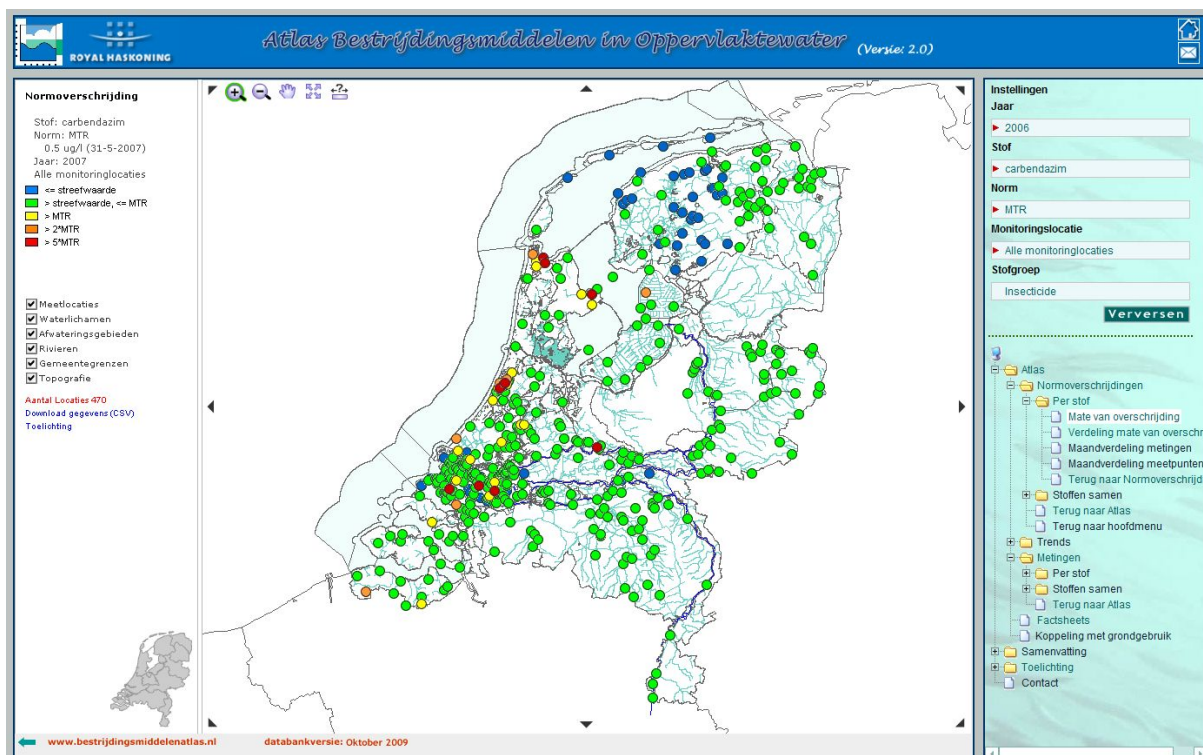 ROYAL HASKONING
Atlas Bestrijdingsmiddelen in Oppervlaktewater (Versie: 2.0)
Normoverschrijding
Stof: carbendazim
Norm: MTR
0.5 ug/l (31-5-2007)
Jaar: 2007
Alle monitoringlocaties
<= streefwaarde
> streefwaarde, <= MTR
> MTR
> 2*MTR
> 5*MTR
Meetlocaties
Waterlichamen
Afwateringsgebieden
Rivieren
Gemeentegrenzen
Topografie
Aantal Locaties 470
Download gegevens (CSV)
Toelichting
www.bestrijdingsmiddelenatlas.nl
databankversie: Oktober 2009
Instellingen
Jaar
2006
Stof
carbendazim
Norm
MTR
Monitoringslocatie
Alle monitoringlocaties
Stofgroep
Insecticide
Verversen
Atlas
Normoverschrijdingen
Per stof
Mate van overschrijding
Verdeling mate van overschr
Maandverdeling metingen
Maandverdeling meetpunten
Terug naar Normoverschrijd
Stoffen samen
Terug naar Atlas
Terug naar hoofdmenu
Trends
Metingen
Per stof
Stoffen samen
Terug naar Atlas
Factsheets
Koppeling met grondgebruik
Samenvatting
Toelichting
Contact